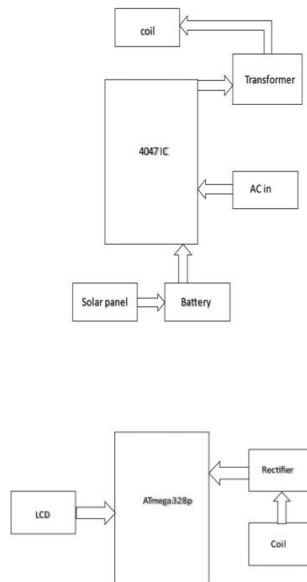 coil
Transformer
4047 IC
AC in
Solar panel
Battery
ATmega328p
Rectifier
LCD
Coil